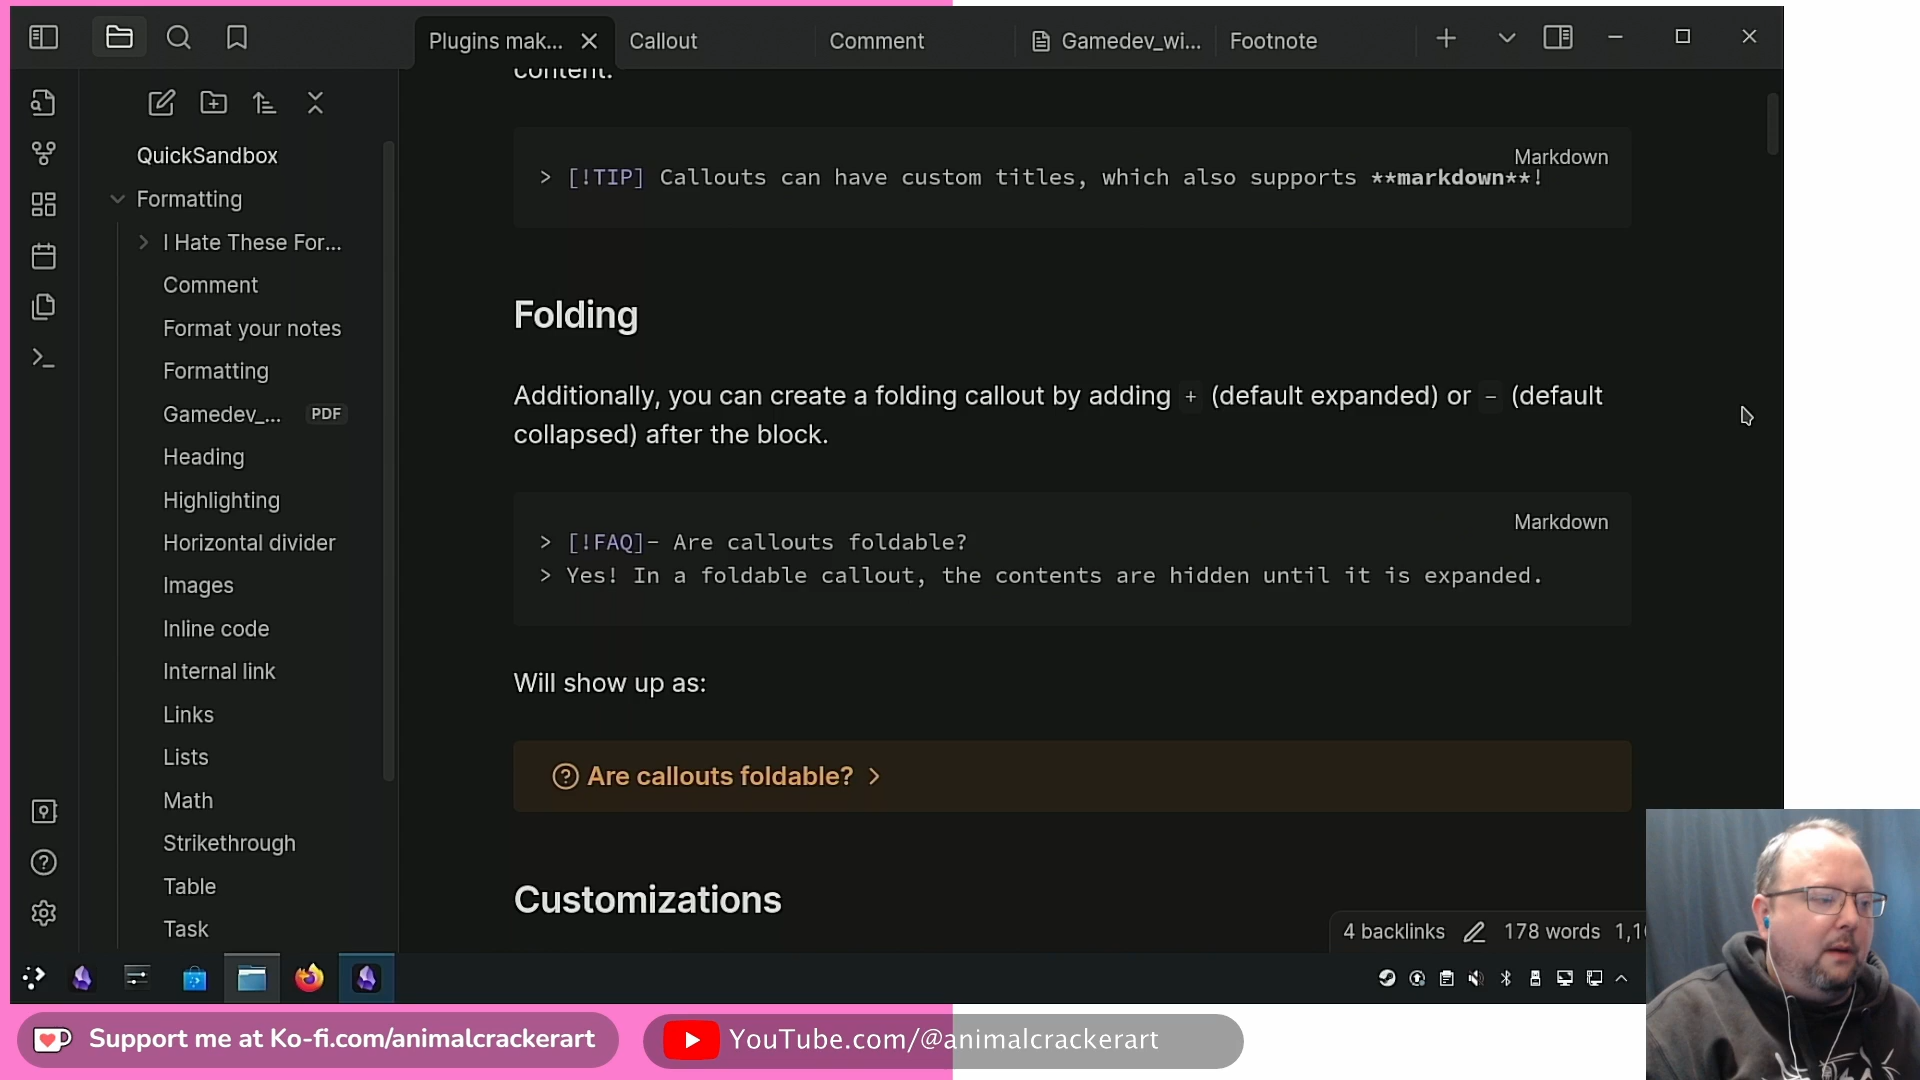 Plugins mak...
Callout
Comment
Gamedev_wi...
Footnote
content.
QuickSandbox
Formatting
I Hate These For...
Comment
Format your notes
Formatting
Gamedev_... PDF
Heading
Highlighting
Horizontal divider
Images
Inline code
Internal link
Links
Lists
Math
Strikethrough
Table
Task
Markdown
> [!TIP] Callouts can have custom titles, which also supports **markdown**!
Folding
Additionally, you can create a folding callout by adding + (default expanded) or - (default
collapsed) after the block.
Markdown
> [!FAQ]- Are callouts foldable?
> Yes! In a foldable callout, the contents are hidden until it is expanded.
Will show up as:
Are callouts foldable?
Customizations
4 backlinks 178 words
Support me at Ko-fi.com/animalcrackerart
YouTube.com/@animalcrackerart